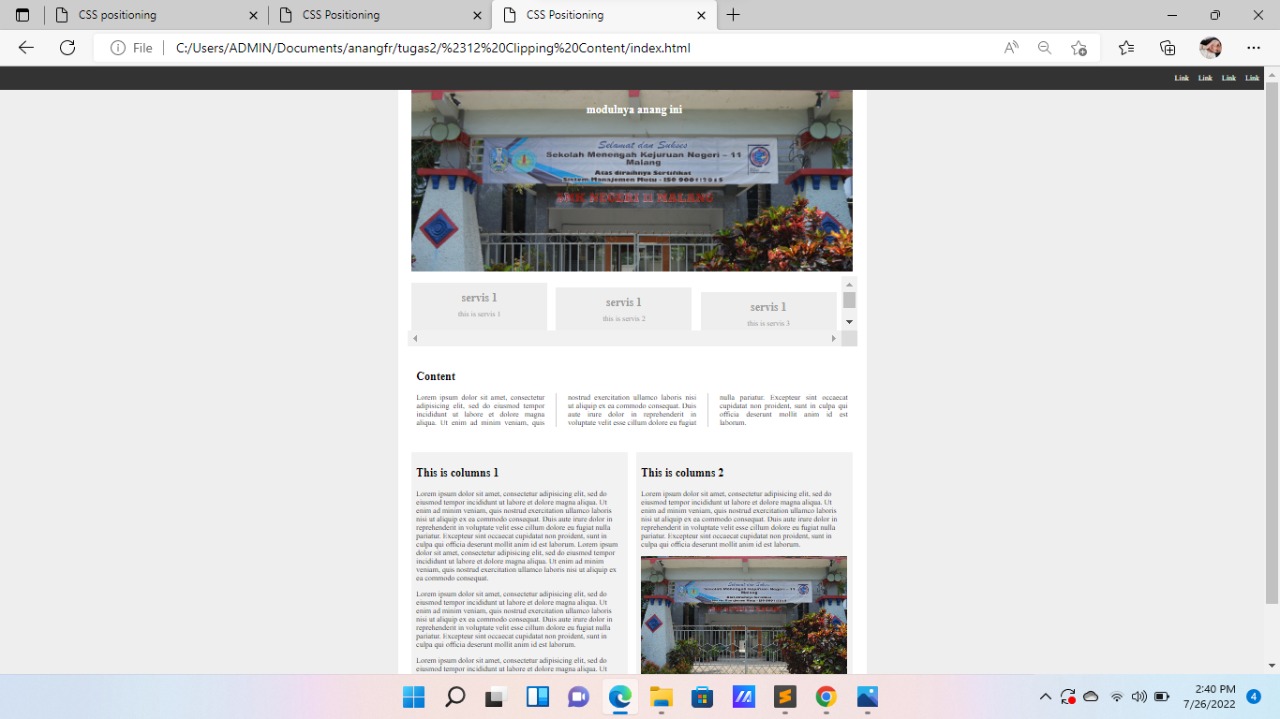 CSS Positioning
CSS Positioning
CSS positioning
File
C:/Users/ADMIN/Documents/anangfr/tugas2/%2312%20Clipping%20Content/index.html
Link Link Link Link
modulnya anang ini
Selamat dan Sukses
Sekolah Menengah Kejuruan Negeri - 11
Malang
Atas diraihnya Sertifikat
Sistem Manajemen Mutu - ISO 9001:2015
SMK NEGERI 11 MALANG
servis 1
this is servis 1
servis 1
this is servis 2
servis 1
this is servis 3
Content
Lorem ipsum dolor sit amet, consectetur
adipisicing elit, sed do eiusmod tempor
incididunt ut labore et dolore magna
aliqua. Ut enim ad minim veniam, quis
nostrud exercitation ullamco laboris nisi
ut aliquip ex ea commodo consequat. Duis
aute irure dolor in reprehenderit in
voluptate velit esse cillum dolore eu fugiat
nulla pariatur. Excepteur sint occaecat
cupidatat non proident, sunt in culpa qui
officia deserunt mollit anim id est
laborum.
This is columns 1
Lorem ipsum dolor sit amet, consectetur adipisicing elit, sed do
eiusmod tempor incididunt ut labore et dolore magna aliqua. Ut
enim ad minim veniam, quis nostrud exercitation ullamco laboris
nisi ut aliquip ex ea commodo consequat. Duis aute irure dolor in
reprehenderit in voluptate velit esse cillum dolore eu fugiat nulla
pariatur. Excepteur sint occaecat cupidatat non proident, sunt in
culpa qui officia deserunt mollit anim id est laborum. Lorem ipsum
dolor sit amet, consectetur adipisicing elit, sed do eiusmod tempor
incididunt ut labore et dolore magna aliqua. Ut enim ad minim
veniam, quis nostrud exercitation ullamco laboris nisi ut aliquip ex
ea commodo consequat.
Lorem ipsum dolor sit amet, consectetur adipisicing elit, sed do
eiusmod tempor incididunt ut labore et dolore magna aliqua. Ut
enim ad minim veniam, quis nostrud exercitation ullamco laboris
nisi ut aliquip ex ea commodo consequat. Duis aute irure dolor in
reprehenderit in voluptate velit esse cillum dolore eu fugiat nulla
pariatur. Excepteur sint occaecat cupidatat non proident, sunt in
culpa qui officia deserunt mollit anim id est laborum.
Lorem ipsum dolor sit amet, consectetur adipisicing elit, sed do
eiusmod tempor incididunt ut labore et dolore magna aliqua. Ut
This is columns 2
Lorem ipsum dolor sit amet, consectetur adipisicing elit, sed do
eiusmod tempor incididunt ut labore et dolore magna aliqua. Ut
enim ad minim veniam, quis nostrud exercitation ullamco laboris
nisi ut aliquip ex ea commodo consequat. Duis aute irure dolor in
reprehenderit in voluptate velit esse cillum dolore eu fugiat nulla
pariatur. Excepteur sint occaecat cupidatat non proident, sunt in
culpa qui officia deserunt mollit anim id est laborum.
Selamat dan Sukses
Sekolah Menengah Kejuruan Negeri - 11
Malang
2:40 PM
7/26/20
4